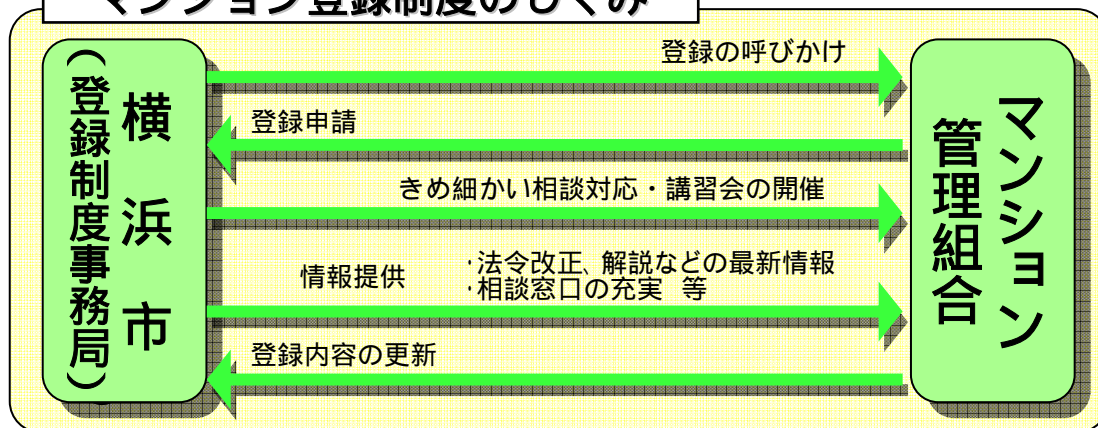 マンション登録制度のしくみ
横浜市
(登録制度事務局)
登録の呼びかけ
登録申請
きめ細かい相談対応・講習会の開催
情報提供
・法令改正、解説などの最新情報
・相談窓口の充実 等
登録内容の更新
マンション
管理組合